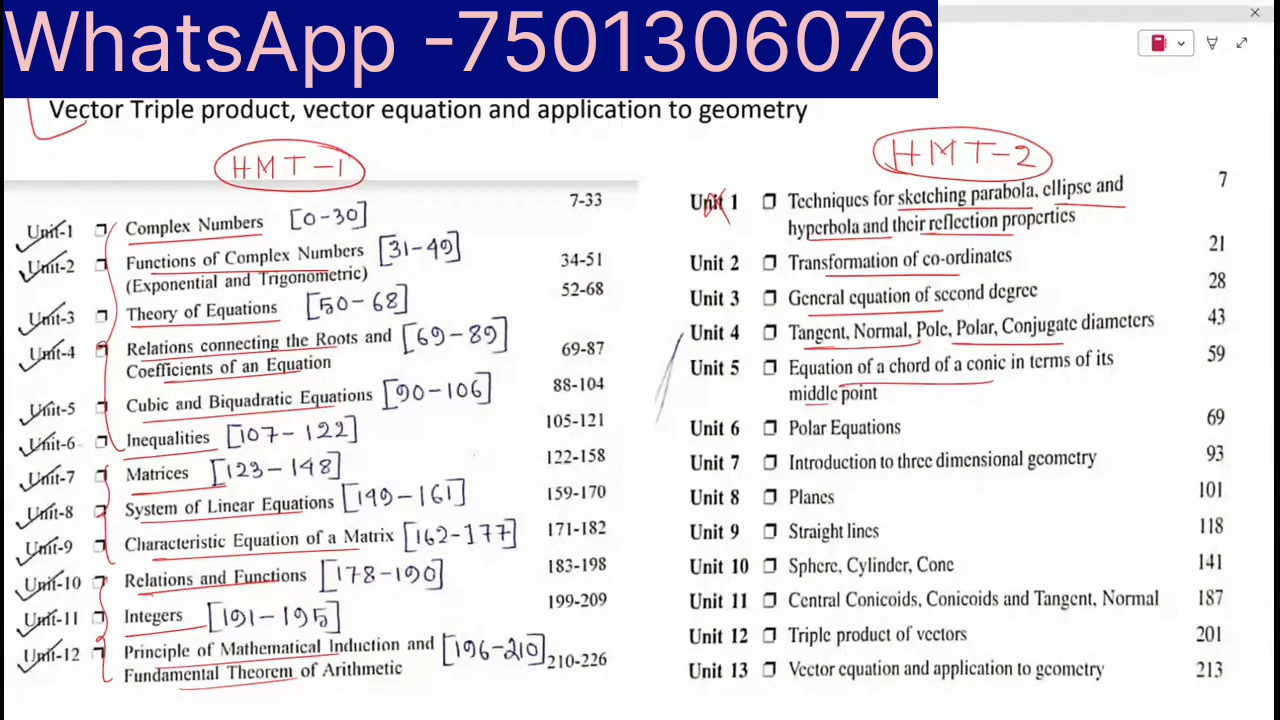 WhatsApp -7501306076
Vector Triple product, vector equation and application to geometry
HMT-1
7-33
Unit-1 Complex Numbers [0-30]
Unit-2 Functions of Complex Numbers [31-49] 34-51
(Exponential and Trigonometric)
Unit-3 Theory of Equations [50-68] 52-68
Unit-4 Relations connecting the Roots and [69-89]
Coefficients of an Equation 69-87
Unit-5 Cubic and Biquadratic Equations [90-106] 88-104
Unit-6 Inequalities [107-122] 105-121
Unit-7 Matrices [123-148] 122-158
Unit-8 System of Linear Equations [149-161] 159-170
Unit-9 Characteristic Equation of a Matrix [162-177] 171-182
Unit-10 Relations and Functions [178-190] 183-198
Unit-11 Integers [191-195] 199-209
Unit-12 Principle of Mathematical Induction and [196-210]
Fundamental Theorem of Arithmetic 210-226
HMT-2
Unit 1 Techniques for sketching parabola, ellipse and 7
hyperbola and their reflection properties
Unit 2 Transformation of co-ordinates 21
Unit 3 General equation of second degree 28
Unit 4 Tangent, Normal, Pole, Polar, Conjugate diameters 43
Unit 5 Equation of a chord of a conic in terms of its 59
middle point
Unit 6 Polar Equations 69
Unit 7 Introduction to three dimensional geometry 93
Unit 8 Planes 101
Unit 9 Straight lines 118
Unit 10 Sphere, Cylinder, Cone 141
Unit 11 Central Conicoids, Conicoids and Tangent, Normal 187
Unit 12 Triple product of vectors 201
Unit 13 Vector equation and application to geometry 213